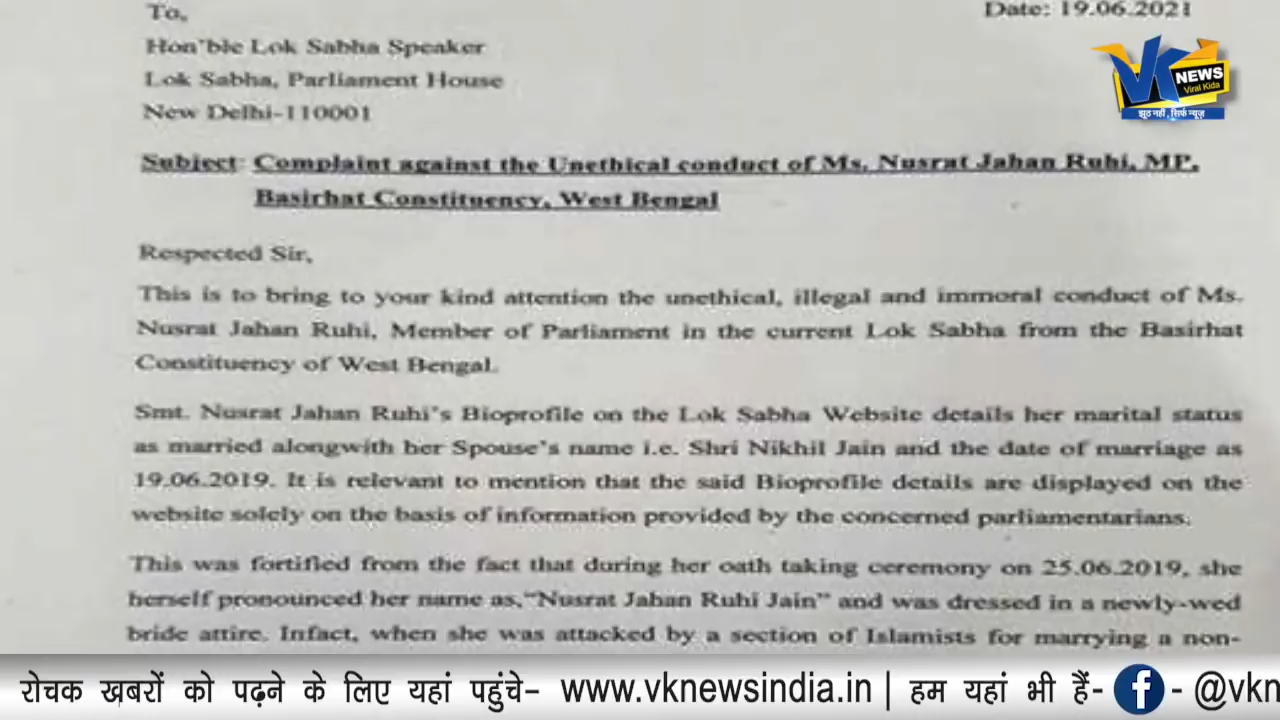 To,
Date: 19.06.2021
Hon'ble Lok Sabha Speaker
Lok Sabha, Parliament House
New Delhi-110001
VK NEWS
Viral Kida
झूठ नहीं, सिर्फ न्यूज़
Subject: Complaint against the Unethical conduct of Ms. Nusrat Jahan Ruhi, MP,
Basirhat Constituency, West Bengal
Respected Sir,
This is to bring to your kind attention the unethical, illegal and immoral conduct of Ms.
Nusrat Jahan Ruhi, Member of Parliament in the current Lok Sabha from the Basirhat
Constituency of West Bengal.
Smt. Nusrat Jahan Ruhi's Bioprofile on the Lok Sabha Website details her marital status
as married alongwith her Spouse's name i.e. Shri Nikhil Jain and the date of marriage as
19.06.2019. It is relevant to mention that the said Bioprofile details are displayed on the
website solely on the basis of information provided by the concerned parliamentarians.
This was fortified from the fact that during her oath taking ceremony on 25.06.2019, she
herself pronounced her name as,"Nusrat Jahan Ruhi Jain" and was dressed in a newly-wed
bride attire. Infact, when she was attacked by a section of Islamists for marrying a non-
रोचक ख़बरों को पढ़ने के लिए यहां पहुंचे- www.vknewsindia.in | हम यहां भी हैं- f - @vkn